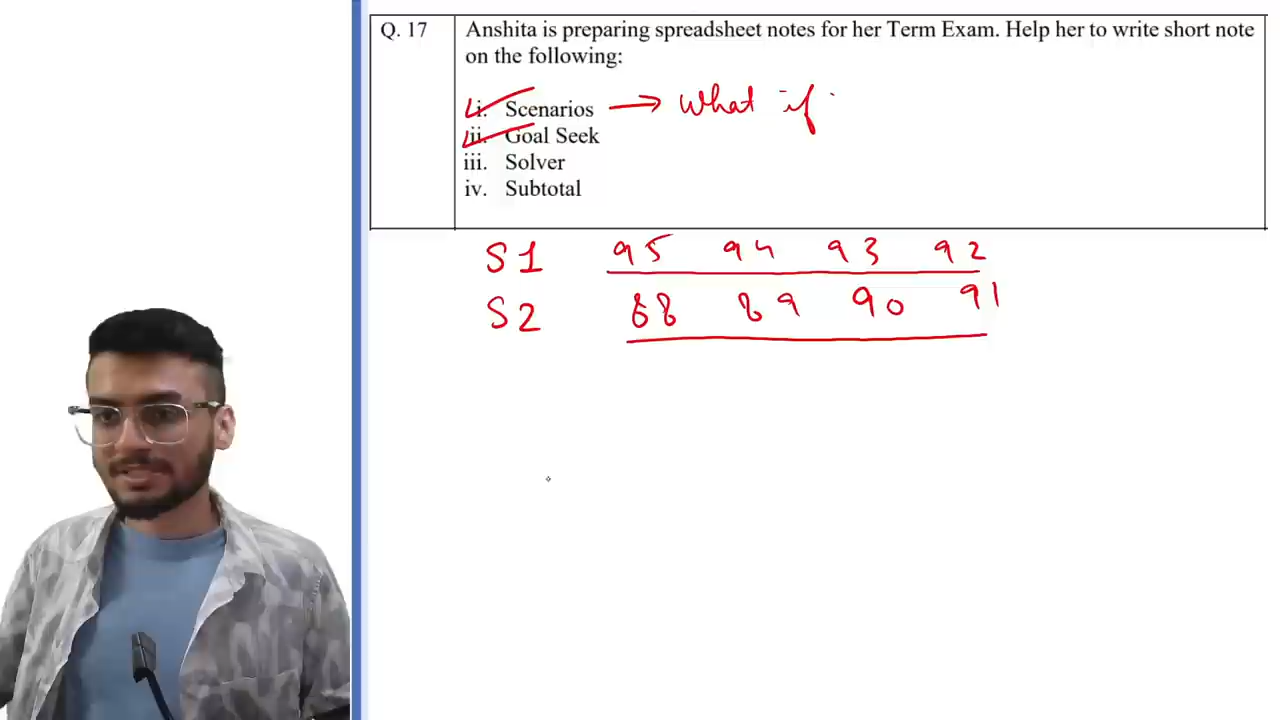 Q. 17 Anshita is preparing spreadsheet notes for her Term Exam. Help her to write short note
on the following:
i. Scenarios → What if
ii. Goal Seek
iii. Solver
iv. Subtotal
S1 95 94 93 92
S2 88 89 90 91